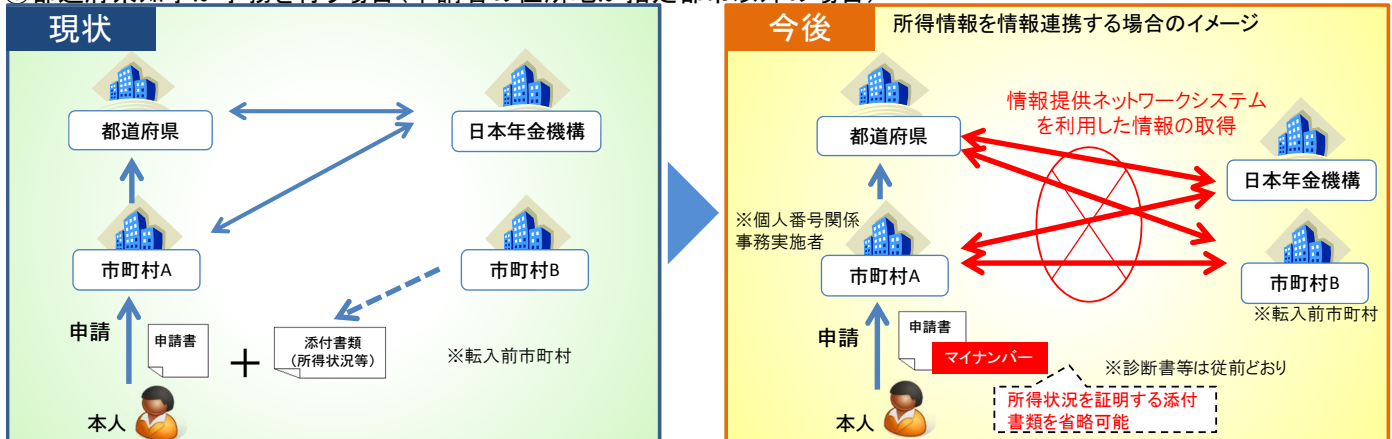 現状
都道府県
日本年金機構
市町村A
市町村B
申請
申請書
＋
添付書類
（所得状況等）
※転入前市町村
本人
今後
所得情報を情報連携する場合のイメージ
都道府県
情報提供ネットワークシステム
を利用した情報の取得
日本年金機構
※個人番号関係
事務実施者
市町村A
市町村B
※転入前市町村
申請
申請書
マイナンバー
※診断書等は従前どおり
所得状況を証明する添付
書類を省略可能
本人